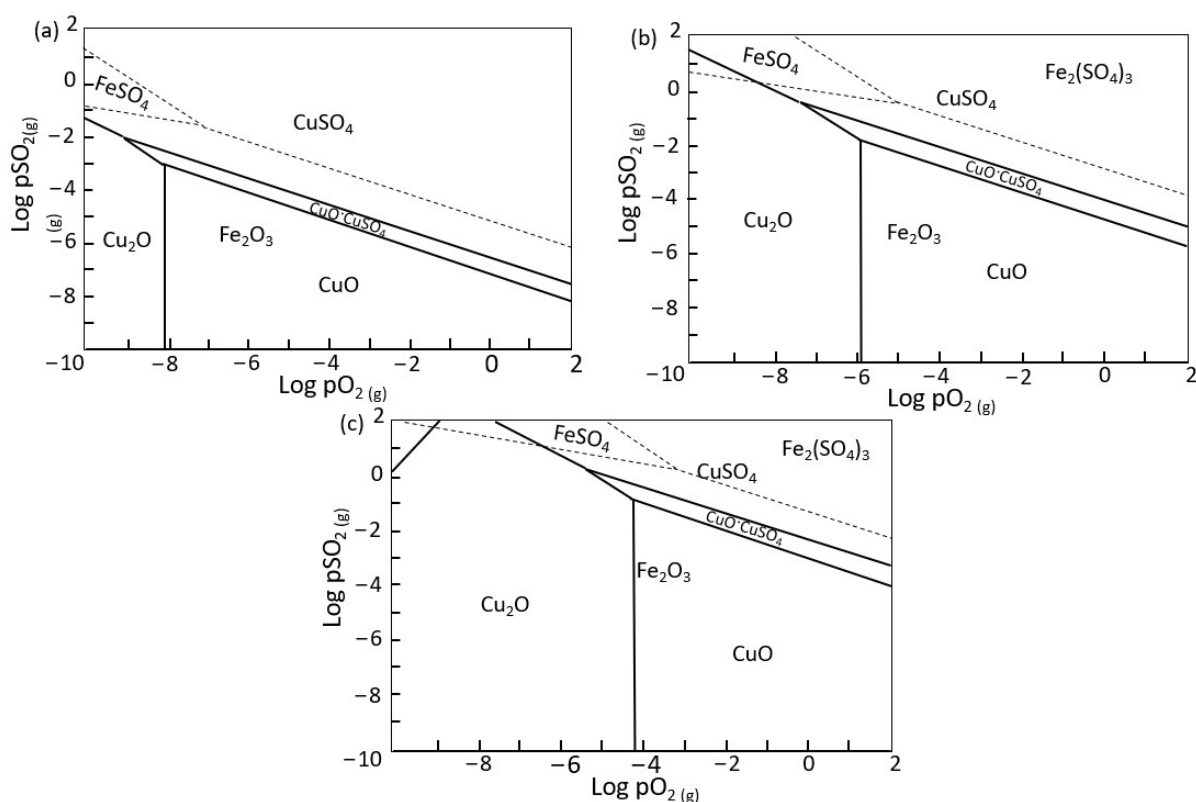 (a)
2
0
−2
−4
−6
−8
−10
Log pSO2(g)
(g)
FeSO4
CuSO4
CuO·CuSO4
Cu2O
Fe2O3
CuO
−8
−6
−4
−2
0
2
Log pO2 (g)
(b)
2
0
−2
−4
−6
−8
−10
Log pSO2 (g)
FeSO4
Fe2(SO4)3
CuSO4
CuO·CuSO4
Cu2O
Fe2O3
CuO
−8
−6
−4
−2
0
2
Log pO2 (g)
(c)
2
0
−2
−4
−6
−8
−10
Log pSO2 (g)
FeSO4
Fe2(SO4)3
CuSO4
CuO·CuSO4
Fe2O3
Cu2O
CuO
−8
−6
−4
−2
0
2
Log pO2 (g)